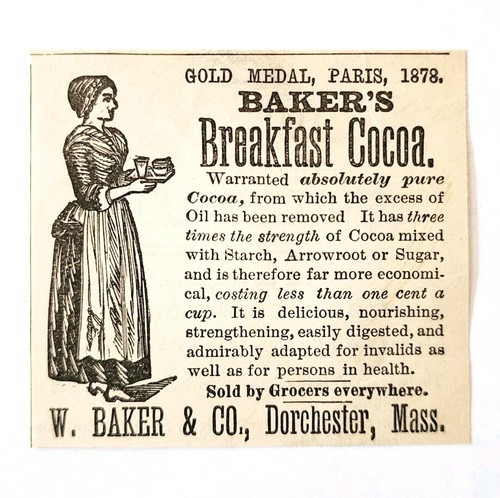 GOLD MEDAL, PARIS, 1878.
BAKER'S
Breakfast Cocoa.
Warranted absolutely pure
Cocoa, from which the excess of
Oil has been removed It has three
times the strength of Cocoa mixed
with Starch, Arrowroot or Sugar,
and is therefore far more economi-
cal, costing less than one cent a
cup. It is delicious, nourishing,
strengthening, easily digested, and
admirably adapted for invalids as
well as for persons in health.
Sold by Grocers everywhere.
W. BAKER & CO., Dorchester, Mass.